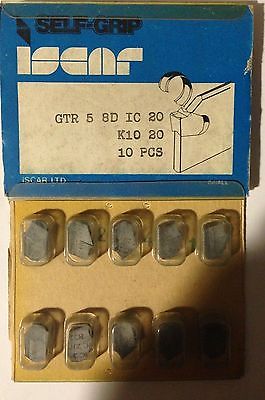 SELF-GRIP
iscar
GTR 5 8D IC 20
K10 20
10 PCS
ISCAR LTD